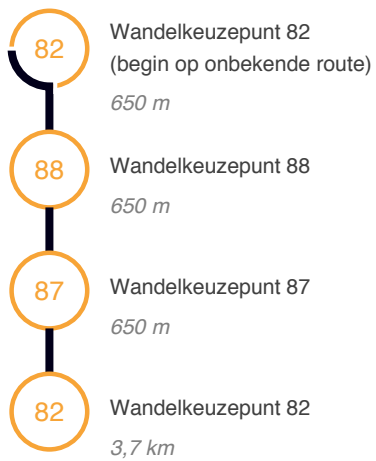 82
Wandelkeuzepunt 82
(begin op onbekende route)
650 m
88
Wandelkeuzepunt 88
650 m
87
Wandelkeuzepunt 87
650 m
82
Wandelkeuzepunt 82
3,7 km